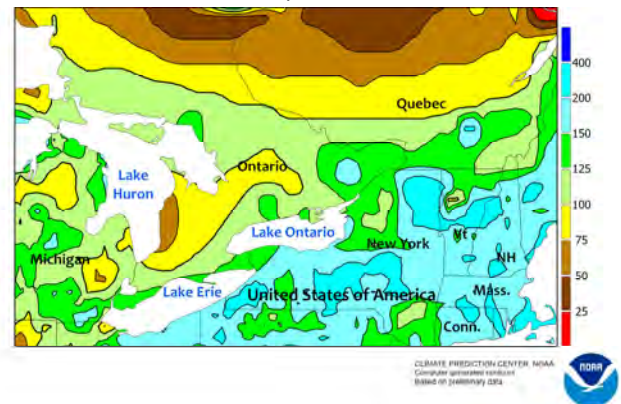 Quebec
Ontario
Lake
Huron
Lake Ontario
New York
Vt
NH
Michigan
Lake Erie
United States of America
Mass.
Conn.
400
200
150
125
100
75
50
25
CLIMATE PREDICTION CENTER, NOAA
Computer generated contours
Based on preliminary data
NOAA